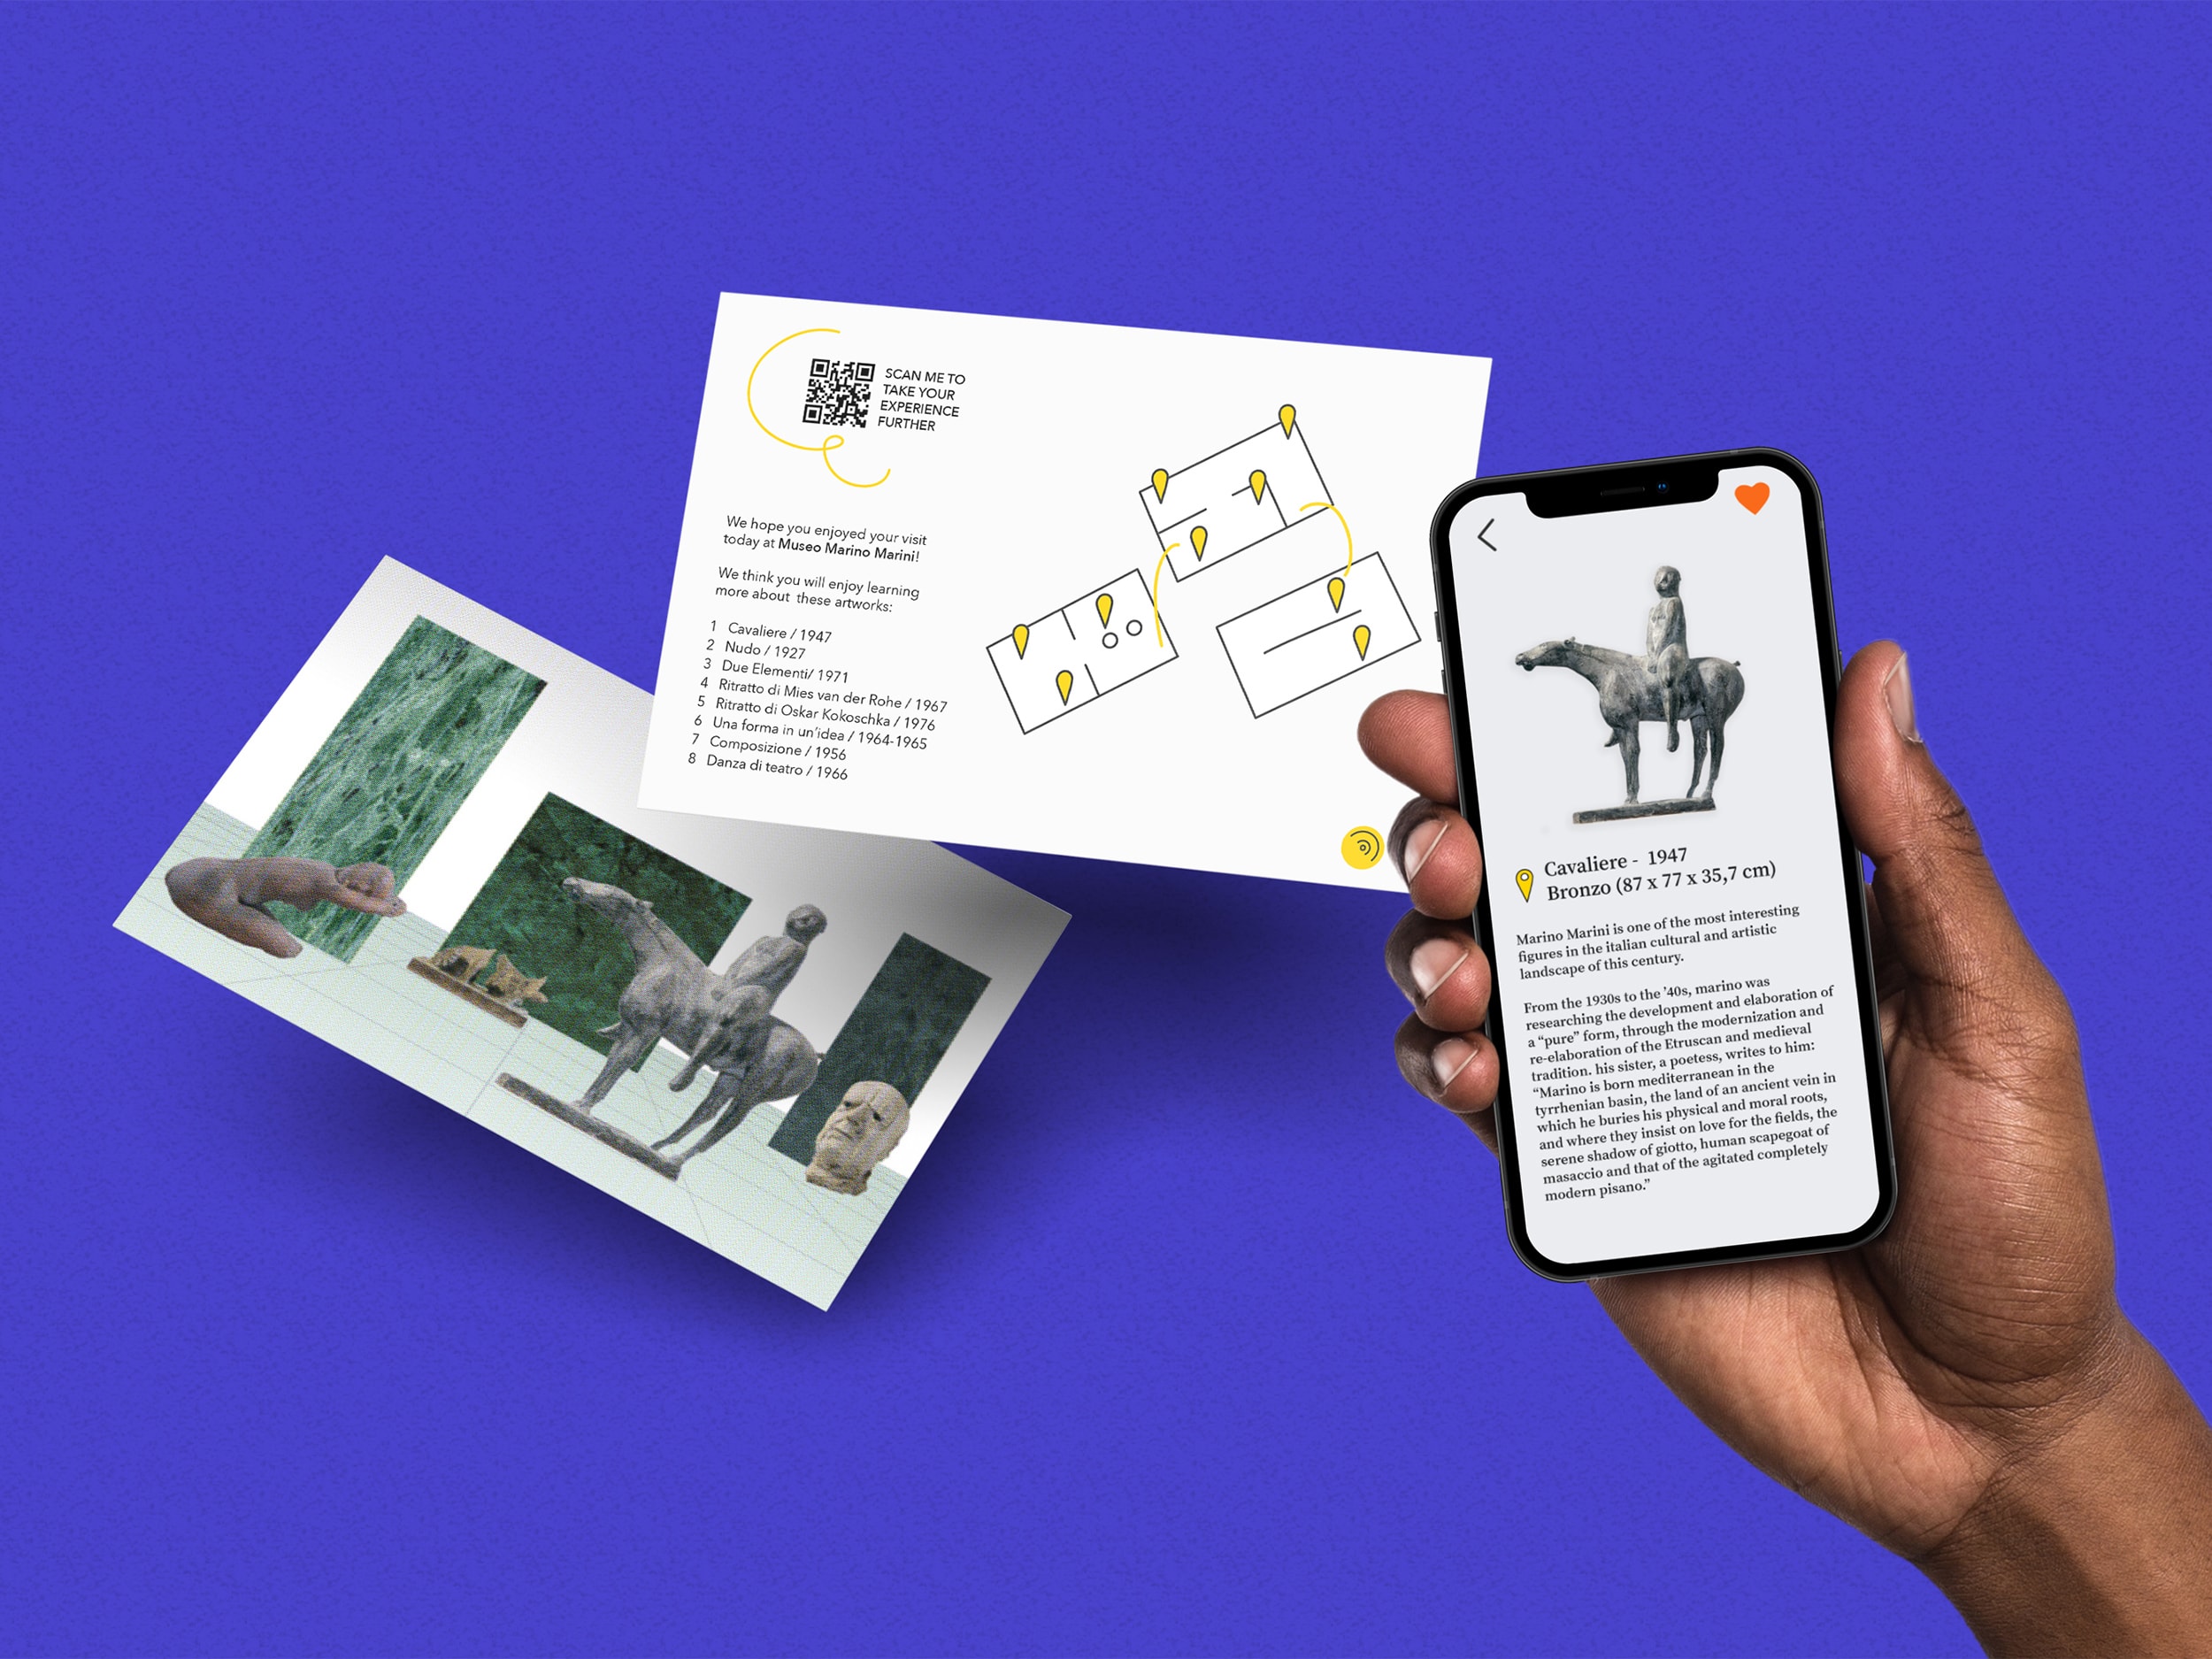 SCAN ME TO
TAKE YOUR
EXPERIENCE
FURTHER
We hope you enjoyed your visit
today at Museo Marino Marini!
We think you will enjoy learning
more about these artworks:
1 Cavaliere / 1947
2 Nudo / 1927
3 Due Elementi/ 1971
4 Ritratto di Mies van der Rohe / 1967
5 Ritratto di Oskar Kokoschka / 1976
6 Una forma in un'idea / 1964-1965
7 Composizione / 1956
8 Danza di teatro / 1966
Cavaliere - 1947
Bronzo (87 x 77 x 35,7 cm)
Marino Marini is one of the most interesting
figures in the italian cultural and artistic
landscape of this century.
From the 1930s to the '40s, marino was
researching the development and elaboration of
a “pure” form, through the modernization and
re-elaboration of the Etruscan and medieval
tradition. his sister, a poetess, writes to him:
“Marino is born mediterranean in the
tyrrhenian basin, the land of an ancient vein in
which he buries his physical and moral roots,
and where they insist on love for the fields, the
serene shadow of giotto, human scapegoat of
masaccio and that of the agitated completely
modern pisano.”